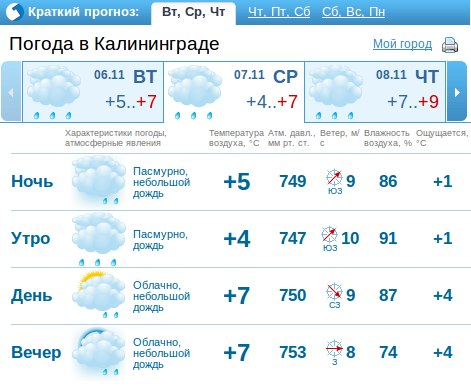 Краткий прогноз: Вт, Ср, Чт Чт, Пт, Сб Сб, Вс, Пн
Погода в Калининграде Мой город
06.11 ВТ 07.11 СР 08.11 ЧТ
+5..+7 +4..+7 +7..+9
Характеристики погоды, Температура Атм. давл., Ветер, м/ Влажность Ощущается,
атмосферные явления воздуха, °C мм рт. ст. с воздуха, % °C
Ночь Пасмурно, небольшой дождь +5 749 ЮЗ 9 86 +1
Утро Пасмурно, дождь +4 747 ЮЗ 10 91 +1
День Облачно, небольшой дождь +7 750 СЗ 9 87 +4
Вечер Облачно, небольшой дождь +7 753 З 8 74 +4